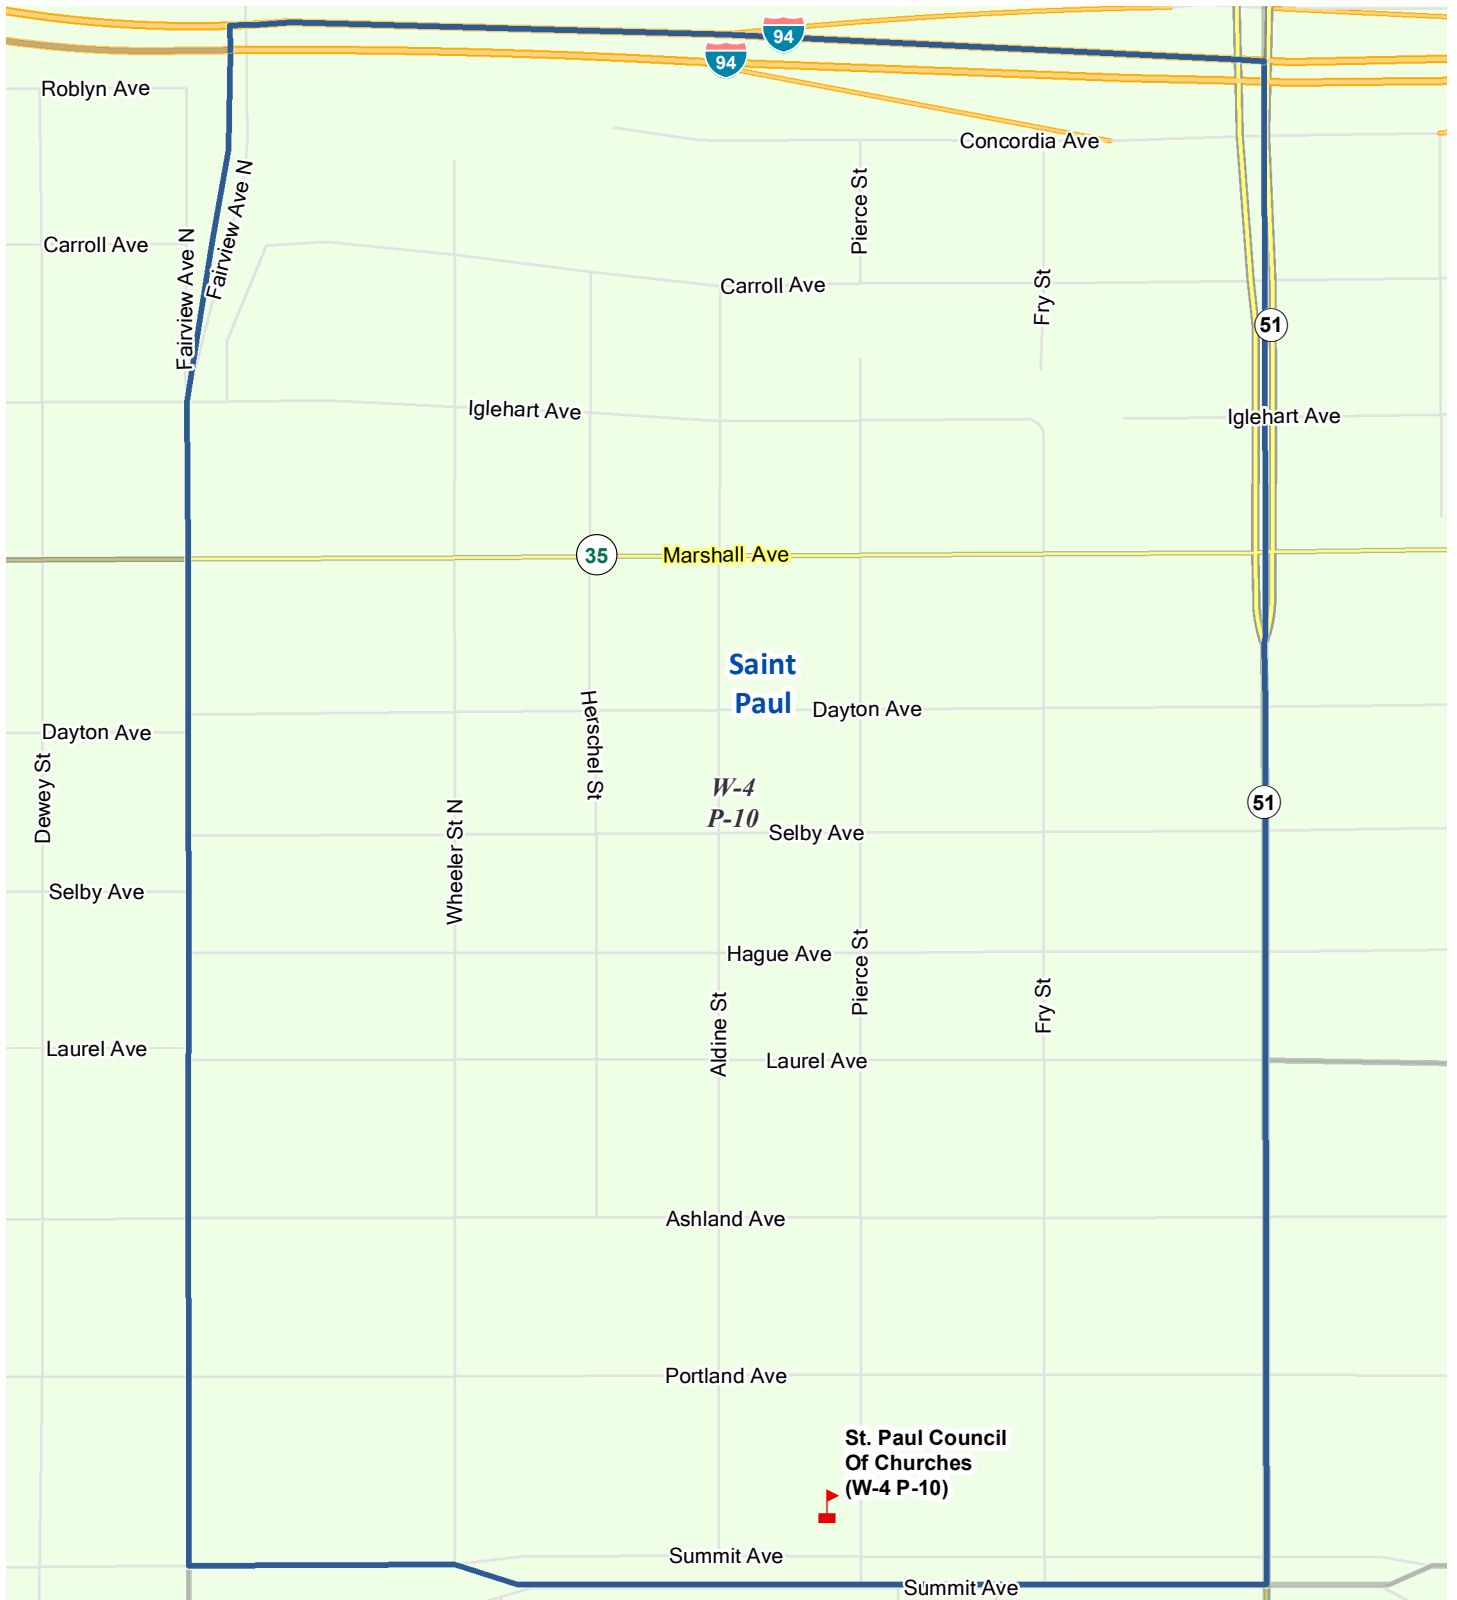 94
94
Roblyn Ave
Concordia Ave
Fairview Ave N
Pierce St
Fairview Ave N
Carroll Ave
Carroll Ave
Fry St
51
Iglehart Ave
Iglehart Ave
35
Marshall Ave
Saint
Paul
Herschel St
Dayton Ave
Dayton Ave
Dewey St
W-4
P-10
51
Selby Ave
Wheeler St N
Selby Ave
Hague Ave
Pierce St
Fry St
Aldine St
Laurel Ave
Laurel Ave
Ashland Ave
Portland Ave
St. Paul Council
Of Churches
(W-4 P-10)
Summit Ave
Summit Ave